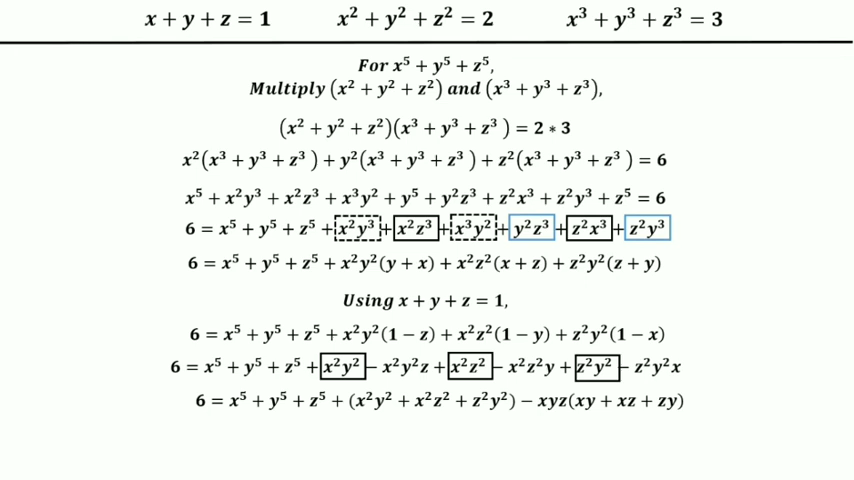 x + y + z = 1 x² + y² + z² = 2 x³ + y³ + z³ = 3
For x⁵ + y⁵ + z⁵,
Multiply (x² + y² + z²) and (x³ + y³ + z³),
(x² + y² + z²)(x³ + y³ + z³ ) = 2 * 3
x²(x³ + y³ + z³ ) + y²(x³ + y³ + z³ ) + z²(x³ + y³ + z³ ) = 6
x⁵ + x²y³ + x²z³ + x³y² + y⁵ + y²z³ + z²x³ + z²y³ + z⁵ = 6
6 = x⁵ + y⁵ + z⁵ + x²y³ + x²z³ + x³y² + y²z³ + z²x³ + z²y³
6 = x⁵ + y⁵ + z⁵ + x²y²(y + x) + x²z²(x + z) + z²y²(z + y)
Using x + y + z = 1,
6 = x⁵ + y⁵ + z⁵ + x²y²(1 − z) + x²z²(1 − y) + z²y²(1 − x)
6 = x⁵ + y⁵ + z⁵ + x²y² − x²y²z + x²z² − x²z²y + z²y² − z²y²x
6 = x⁵ + y⁵ + z⁵ + (x²y² + x²z² + z²y²) − xyz(xy + xz + zy)